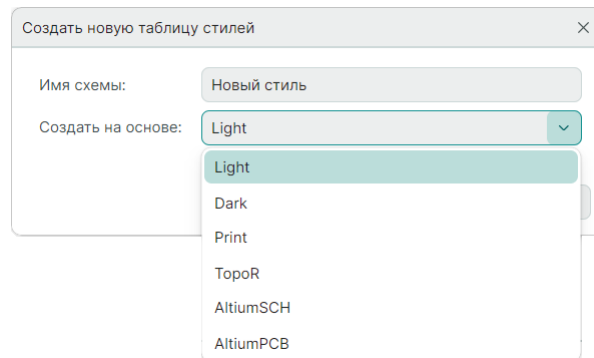 Создать новую таблицу стилей
Имя схемы: Новый стиль
Создать на основе: Light
Light
Dark
Print
TopoR
AltiumSCH
AltiumPCB